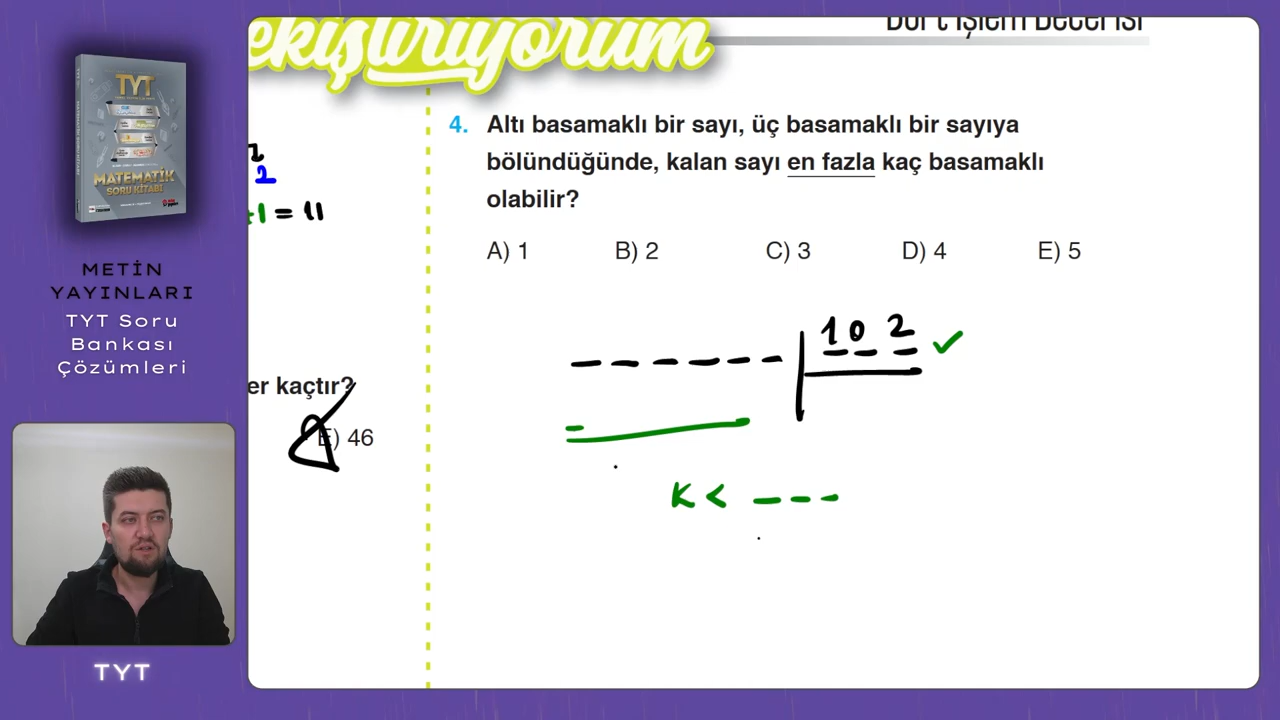 TYT
MATEMATİK
SORU KİTABI
METİN
YAYINLARI
TYT Soru
Bankası
Çözümleri
TYT
ekiştiriyorum
Dört İşlem Becerisi
2
+1 = 11
er kaçtır?
E) 46
4. Altı basamaklı bir sayı, üç basamaklı bir sayıya
bölündüğünde, kalan sayı en fazla kaç basamaklı
olabilir?
A) 1 B) 2 C) 3 D) 4 E) 5
102
K <